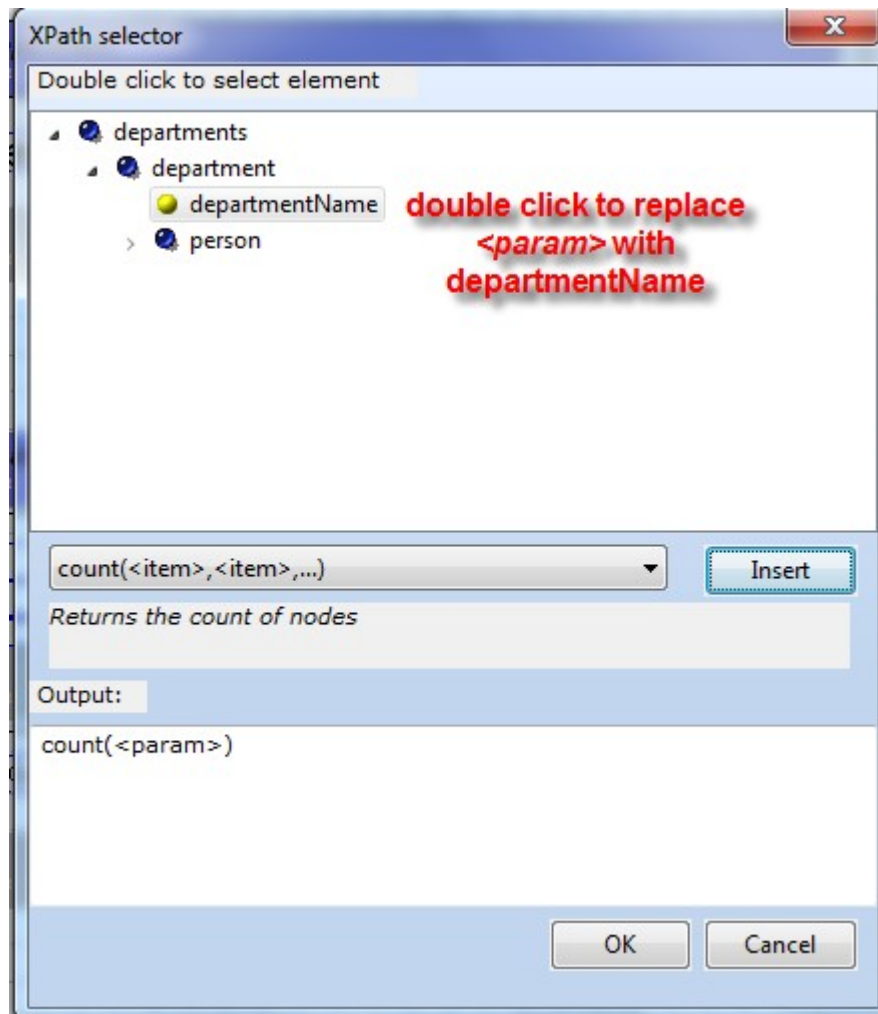 XPath selector
Double click to select element
departments
department
departmentName
person
double click to replace
<param> with
departmentName
count(<item>,<item>,...)
Insert
Returns the count of nodes
Output:
count(<param>)
OK
Cancel